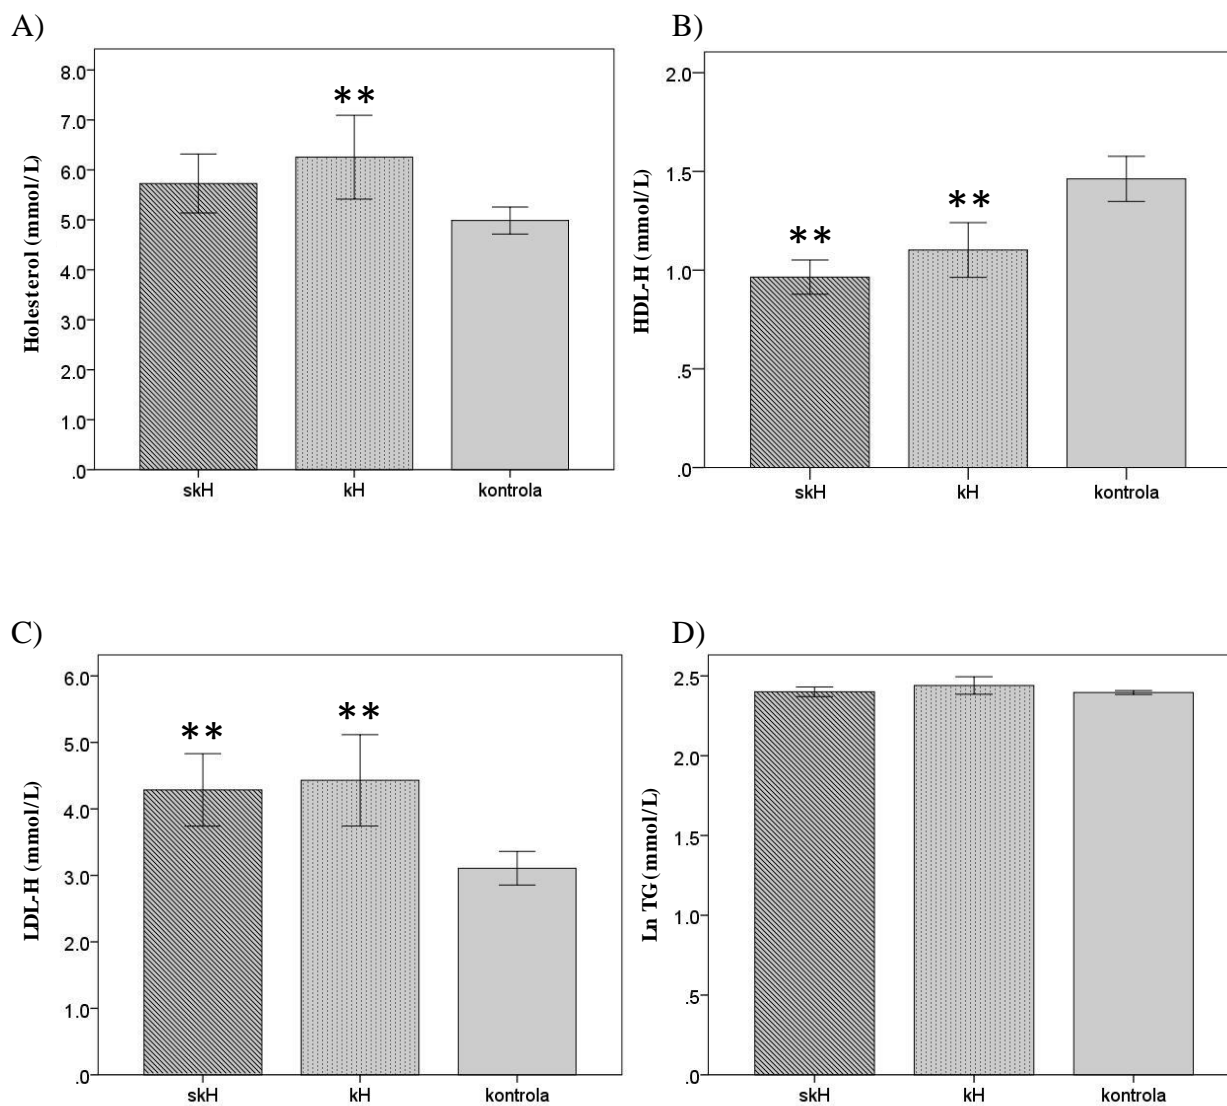 A)
Holesterol (mmol/L)
8.0
7.0
**
6.0
5.0
4.0
3.0
2.0
1.0
.0
skH kH kontrola
B)
HDL-H (mmol/L)
2.0
1.5
**
**
1.0
.5
.0
skH kH kontrola
C)
LDL-H (mmol/L)
6.0
5.0
**
**
4.0
3.0
2.0
1.0
.0
skH kH kontrola
D)
Ln TG (mmol/L)
2.5
2.0
1.5
1.0
.5
.0
skH kH kontrola